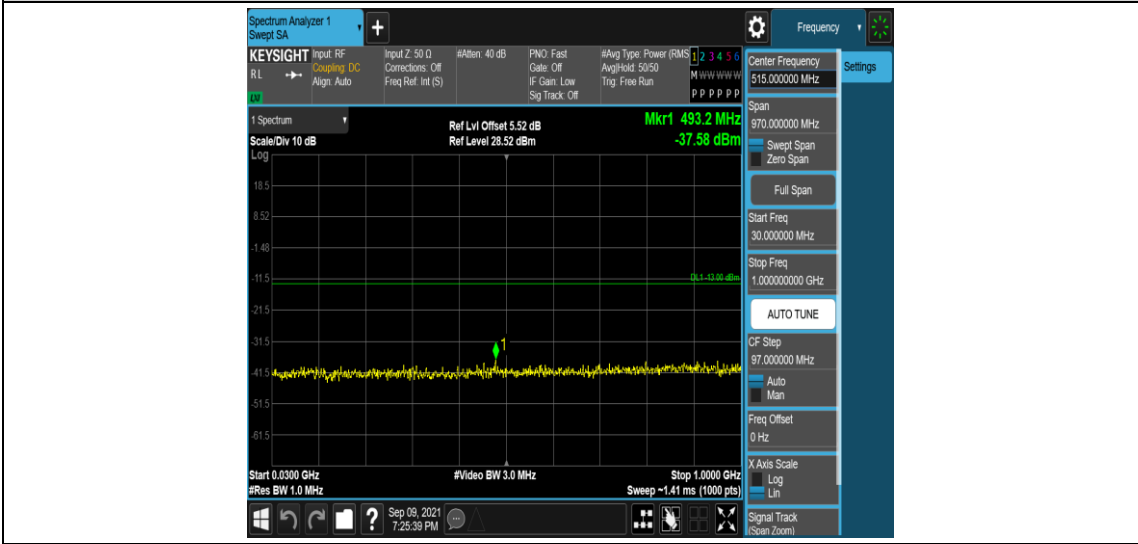 Spectrum Analyzer 1
Swept SA
+
Frequency
KEYSIGHT
RL
Input: RF
Coupling: DC
Align: Auto
Input Z: 50 Ω
Corrections: Off
Freq Ref: Int (S)
#Atten: 40 dB
PNO: Fast
Gate: Off
IF Gain: Low
Sig Track: Off
#Avg Type: Power (RMS
Avg|Hold: 50/50
Trig: Free Run
1 2 3 4 5 6
M W W W W W
P P P P P P
1 Spectrum
Scale/Div 10 dB
Log
Ref Lvl Offset 5.52 dB
Ref Level 28.52 dBm
Mkr1 493.2 MHz
-37.58 dBm
18.5
8.52
-1.48
-11.5
-21.5
-31.5
-41.5
-51.5
-61.5
DL1 -13.00 dBm
1
Start 0.0300 GHz
#Res BW 1.0 MHz
#Video BW 3.0 MHz
Stop 1.0000 GHz
Sweep ~1.41 ms (1000 pts)
Sep 09, 2021
7:25:39 PM
?
Center Frequency
515.000000 MHz
Settings
Span
970.000000 MHz
Swept Span
Zero Span
Full Span
Start Freq
30.000000 MHz
Stop Freq
1.000000000 GHz
AUTO TUNE
CF Step
97.000000 MHz
Auto
Man
Freq Offset
0 Hz
X Axis Scale
Log
Lin
Signal Track
(Span Zoom)